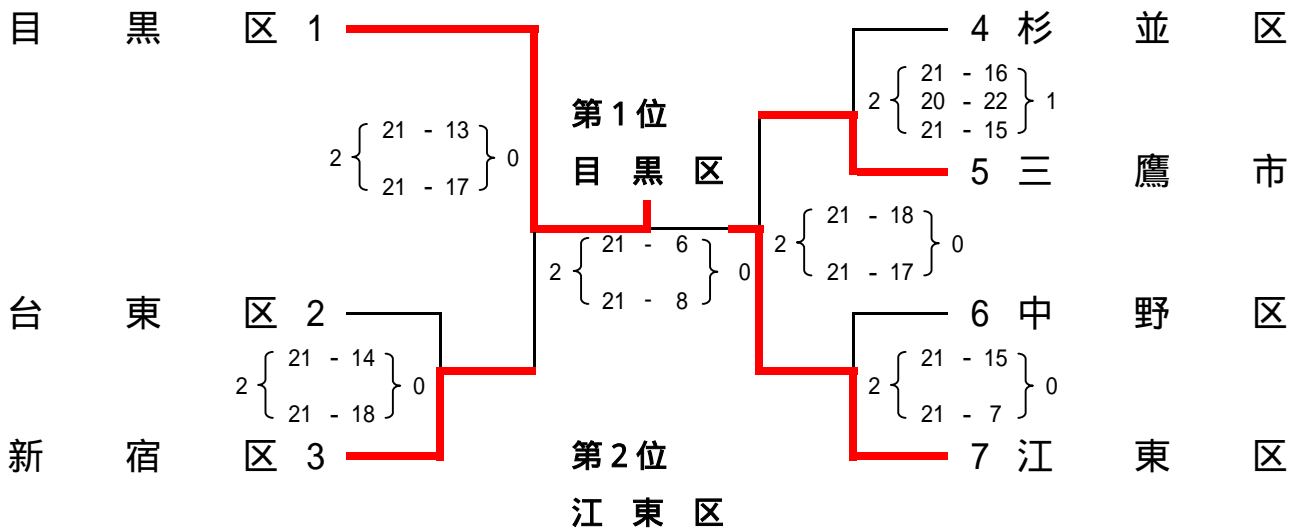 目黒区 1
4 杉並区
21 - 16
2 { 20 - 22 } 1
21 - 15
第1位
目黒区
21 - 13
2 { } 0
21 - 17
5 三鷹市
21 - 18
2 { } 0
21 - 17
21 - 6
2 { } 0
21 - 8
台東区 2
6 中野区
21 - 14
2 { } 0
21 - 18
21 - 15
2 { } 0
21 - 7
新宿区 3
第2位
江東区
7 江東区